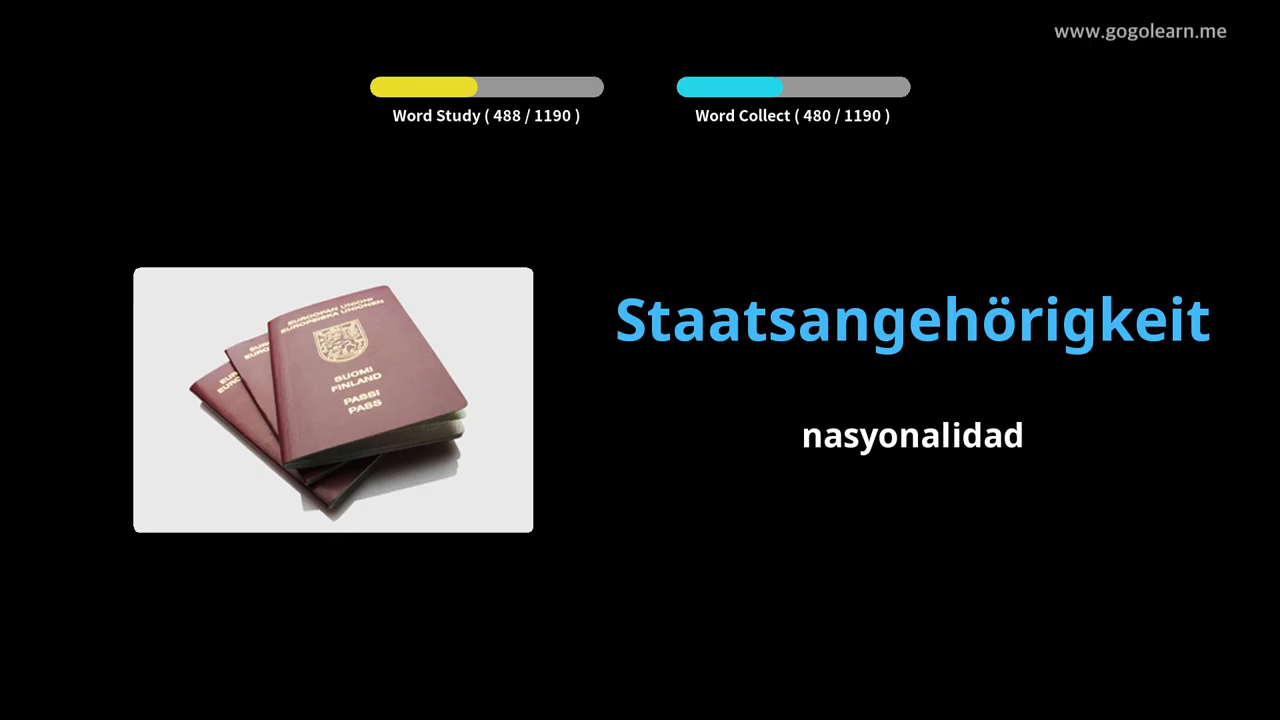 www.gogolearn.me
Word Study ( 488 / 1190 )
Word Collect ( 480 / 1190 )
EUROOPAN UNIONI
EUROPEISKA UNIONEN
SUOMI
FINLAND
PASSI
PASS
Staatsangehörigkeit
nasyonalidad